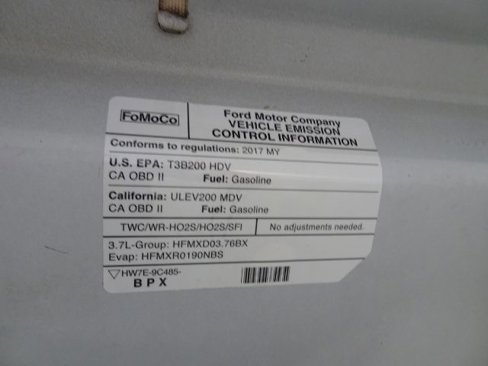 FoMoCo
Ford Motor Company
VEHICLE EMISSION
CONTROL INFORMATION
Conforms to regulations: 2017 MY
U.S. EPA: T3B200 HDV
CA OBD II Fuel: Gasoline
California: ULEV200 MDV
CA OBD II Fuel: Gasoline
TWC/WR-HO2S/HO2S/SFI No adjustments needed.
3.7L-Group: HFMXD03.76BX
Evap: HFMXR0190NBS
HW7E-9C485-
BPX